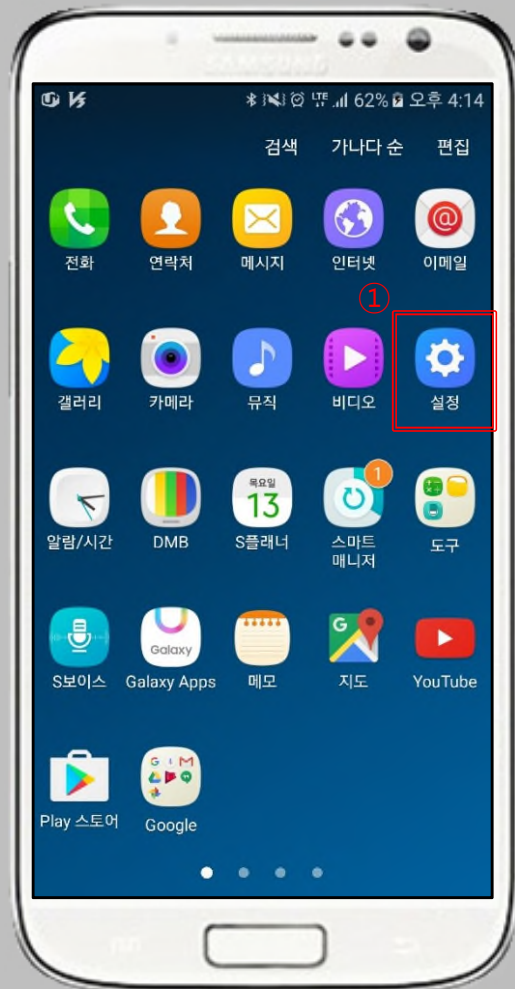 SAMSUNG
62% 오후 4:14
LTE
검색 가나다 순 편집
전화 연락처 메시지 인터넷 이메일
①
갤러리 카메라 뮤직 비디오 설정
목요일
13
1
알람/시간 DMB S플래너 스마트 매니저 도구
Galaxy
G
S보이스 Galaxy Apps 메모 지도 YouTube
Play 스토어 Google